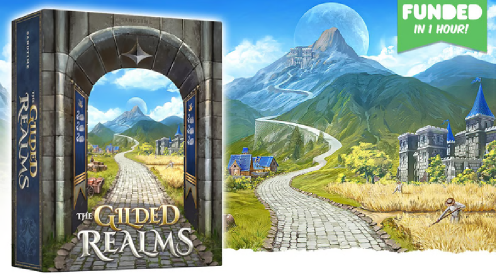 FUNDED
IN 1 HOUR!
THE GILDED
REALMS
THE GILDED
REALMS